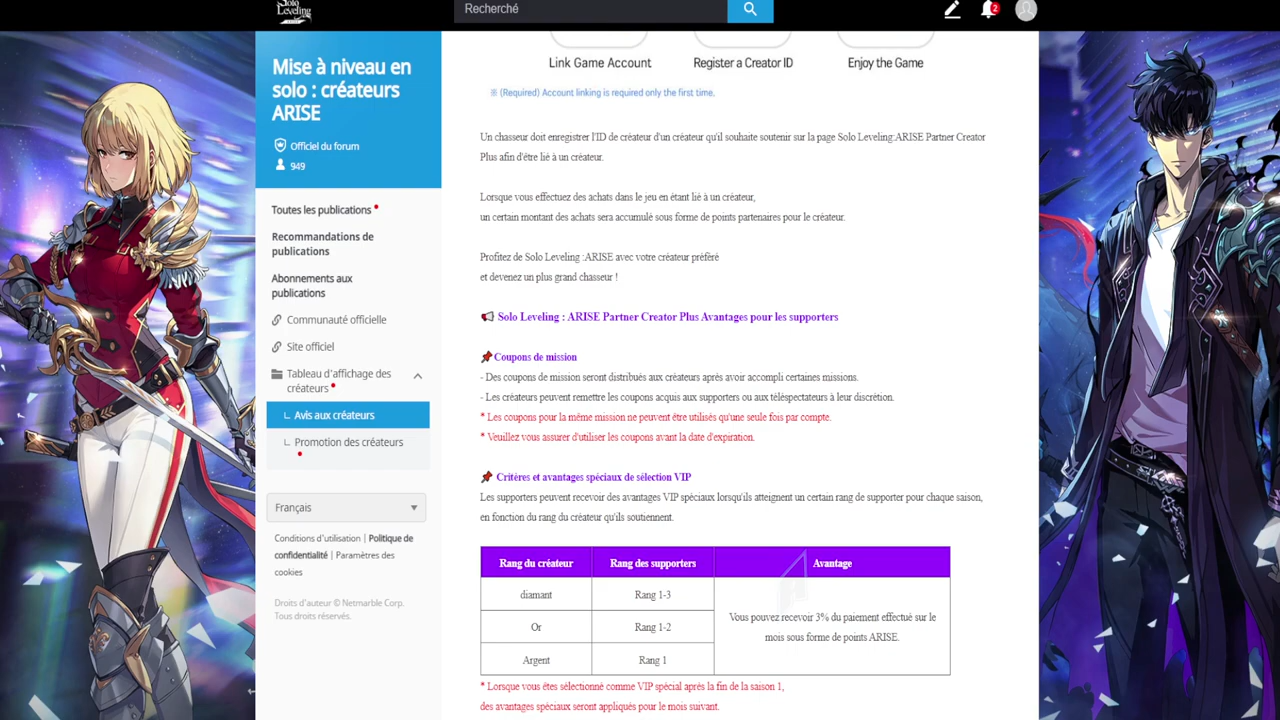 Solo
Leveling
ARISE
Recherché
2
Mise à niveau en
solo : créateurs
ARISE
Officiel du forum
949
Toutes les publications
Recommandations de
publications
Abonnements aux
publications
Communauté officielle
Site officiel
Tableau d'affichage des
créateurs
Avis aux créateurs
Promotion des créateurs
Français
Conditions d'utilisation | Politique de
confidentialité | Paramètres des
cookies
Droits d'auteur © Netmarble Corp.
Tous droits réservés.
Link Game Account
Register a Creator ID
Enjoy the Game
※ (Required) Account linking is required only the first time.
Un chasseur doit enregistrer l'ID de créateur d'un créateur qu'il souhaite soutenir sur la page Solo Leveling:ARISE Partner Creator
Plus afin d'être lié à un créateur.
Lorsque vous effectuez des achats dans le jeu en étant lié à un créateur,
un certain montant des achats sera accumulé sous forme de points partenaires pour le créateur.
Profitez de Solo Leveling :ARISE avec votre créateur préféré
et devenez un plus grand chasseur !
Solo Leveling : ARISE Partner Creator Plus Avantages pour les supporters
Coupons de mission
- Des coupons de mission seront distribués aux créateurs après avoir accompli certaines missions.
- Les créateurs peuvent remettre les coupons acquis aux supporters ou aux téléspectateurs à leur discrétion.
* Les coupons pour la même mission ne peuvent être utilisés qu'une seule fois par compte.
* Veuillez vous assurer d'utiliser les coupons avant la date d'expiration.
Critères et avantages spéciaux de sélection VIP
Les supporters peuvent recevoir des avantages VIP spéciaux lorsqu'ils atteignent un certain rang de supporter pour chaque saison,
en fonction du rang du créateur qu'ils soutiennent.
Rang du créateur
Rang des supporters
Avantage
diamant
Rang 1-3
Or
Rang 1-2
Argent
Rang 1
Vous pouvez recevoir 3% du paiement effectué sur le
mois sous forme de points ARISE.
* Lorsque vous êtes sélectionné comme VIP spécial après la fin de la saison 1,
des avantages spéciaux seront appliqués pour le mois suivant.